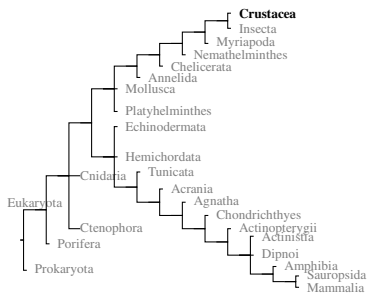 Crustacea
Insecta
Myriapoda
Nemathelminthes
Chelicerata
Annelida
Mollusca
Platyhelminthes
Echinodermata
Hemichordata
Tunicata
Cnidaria
Acrania
Agnatha
Eukaryota
Chondrichthyes
Ctenophora
Actinopterygii
Actinistia
Porifera
Dipnoi
Amphibia
Prokaryota
Sauropsida
Mammalia